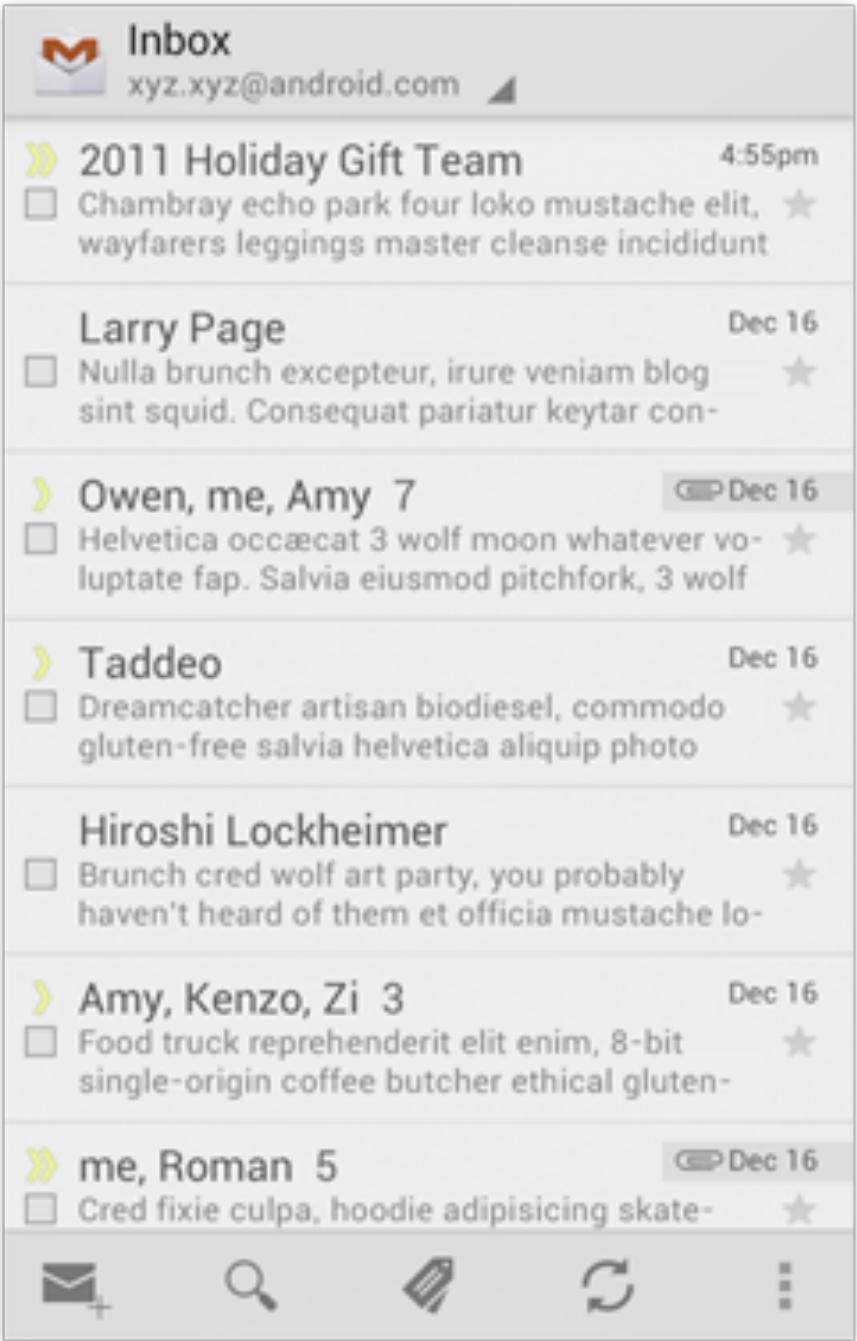 Inbox
xyz.xyz@android.com
2011 Holiday Gift Team 4:55pm
Chambray echo park four loko mustache elit,
wayfarers leggings master cleanse incididunt
Larry Page Dec 16
Nulla brunch excepteur, irure veniam blog
sint squid. Consequat pariatur keytar con-
Owen, me, Amy 7 Dec 16
Helvetica occæcat 3 wolf moon whatever vo-
luptate fap. Salvia eiusmod pitchfork, 3 wolf
Taddeo Dec 16
Dreamcatcher artisan biodiesel, commodo
gluten-free salvia helvetica aliquip photo
Hiroshi Lockheimer Dec 16
Brunch cred wolf art party, you probably
haven't heard of them et officia mustache lo-
Amy, Kenzo, Zi 3 Dec 16
Food truck reprehenderit elit enim, 8-bit
single-origin coffee butcher ethical gluten-
me, Roman 5 Dec 16
Cred fixie culpa, hoodie adipisicing skate-